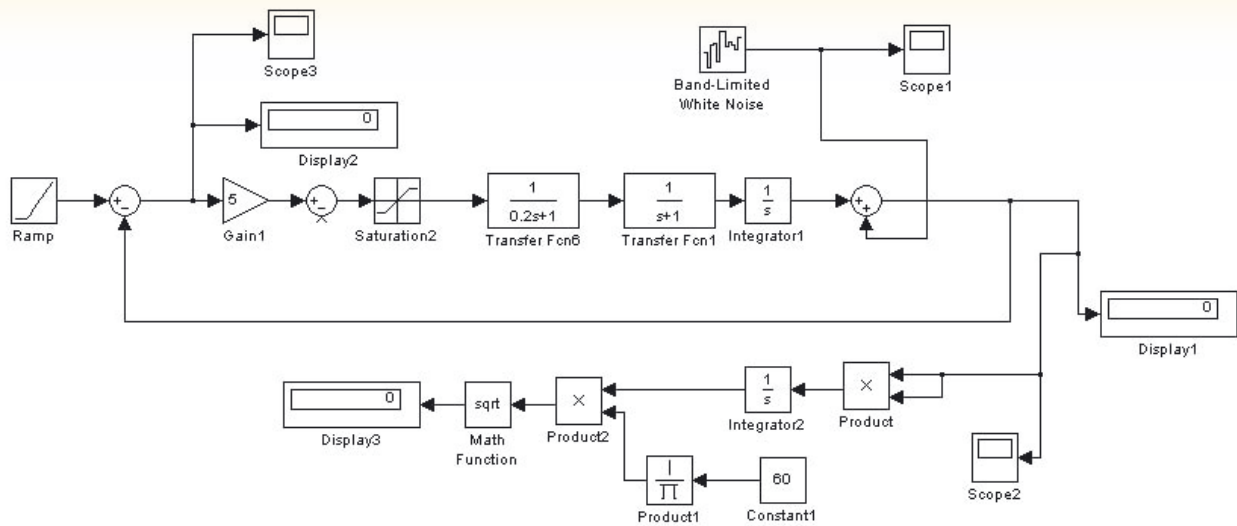 Scope3
Band-Limited
White Noise
Scope1
0
Display2
Ramp
+
−
5
Gain1
+
−
×
Saturation2
1
0.2s+1
Transfer Fcn6
1
s+1
Transfer Fcn1
1
s
Integrator1
+
+
0
Display1
0
Display3
sqrt
Math
Function
×
Product2
1
s
Integrator2
×
Product
Scope2
1
∏
Product1
60
Constant1